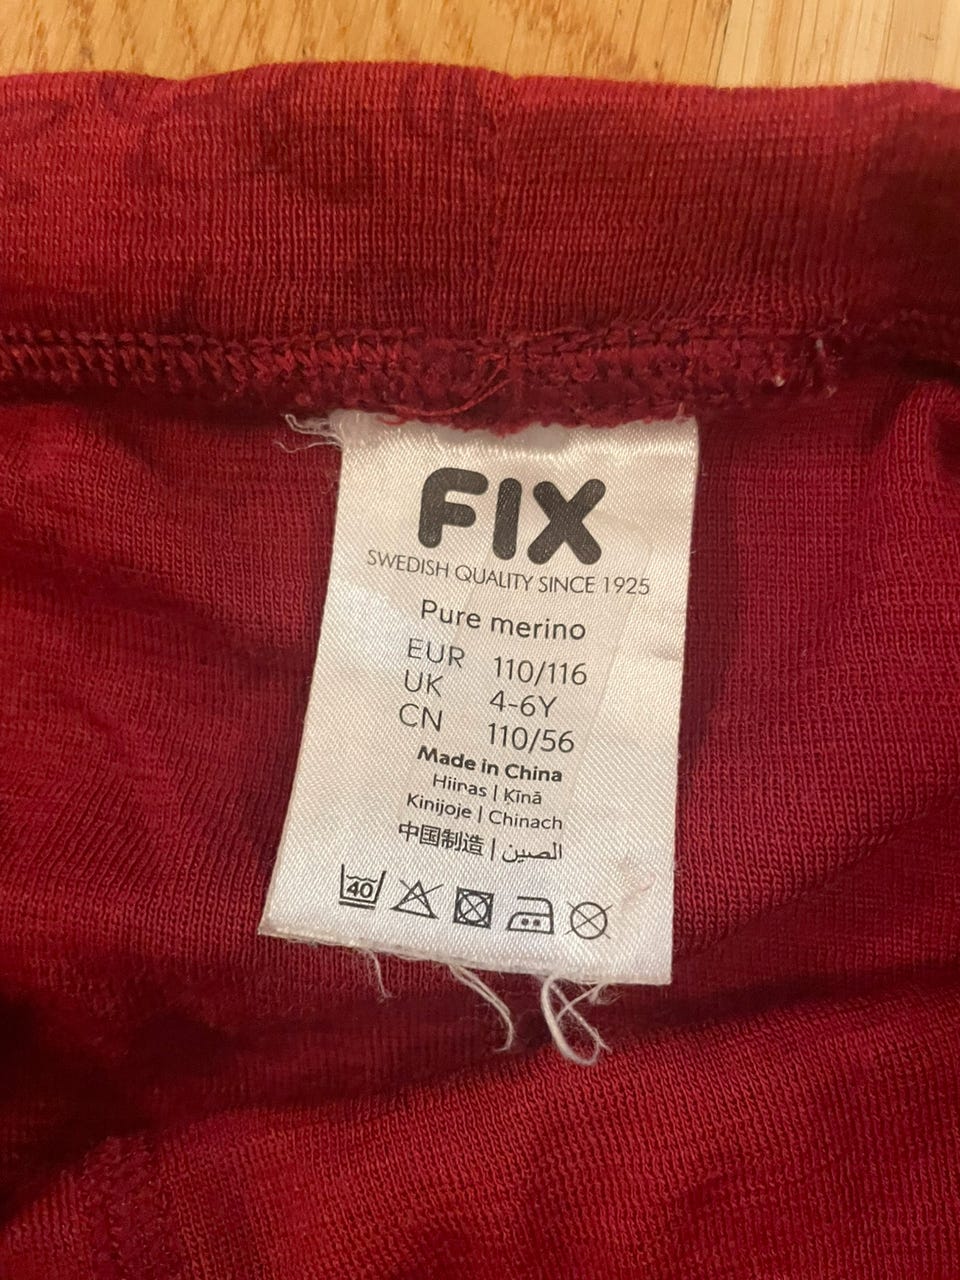 FIX
SWEDISH QUALITY SINCE 1925
Pure merino
EUR 110/116
UK 4-6Y
CN 110/56
Made in China
Hiinas | Ķīnā
Kinijoje | Chinach
中国制造 | الصين
40